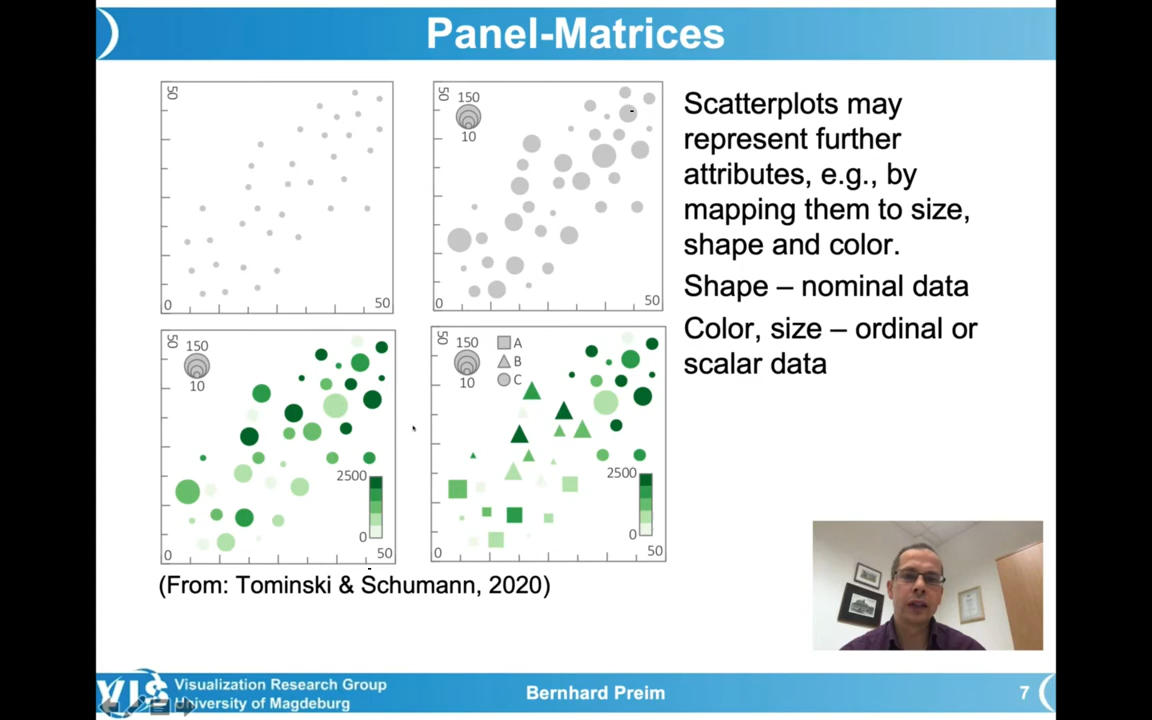 Panel-Matrices
50
0
50
50
150
10
0
50
50
150
10
2500
0
0
50
50
150
10
A
B
C
2500
0
0
50
(From: Tominski & Schumann, 2020)
Scatterplots may
represent further
attributes, e.g., by
mapping them to size,
shape and color.
Shape – nominal data
Color, size – ordinal or
scalar data
VIS
Visualization Research Group
University of Magdeburg
Bernhard Preim
7